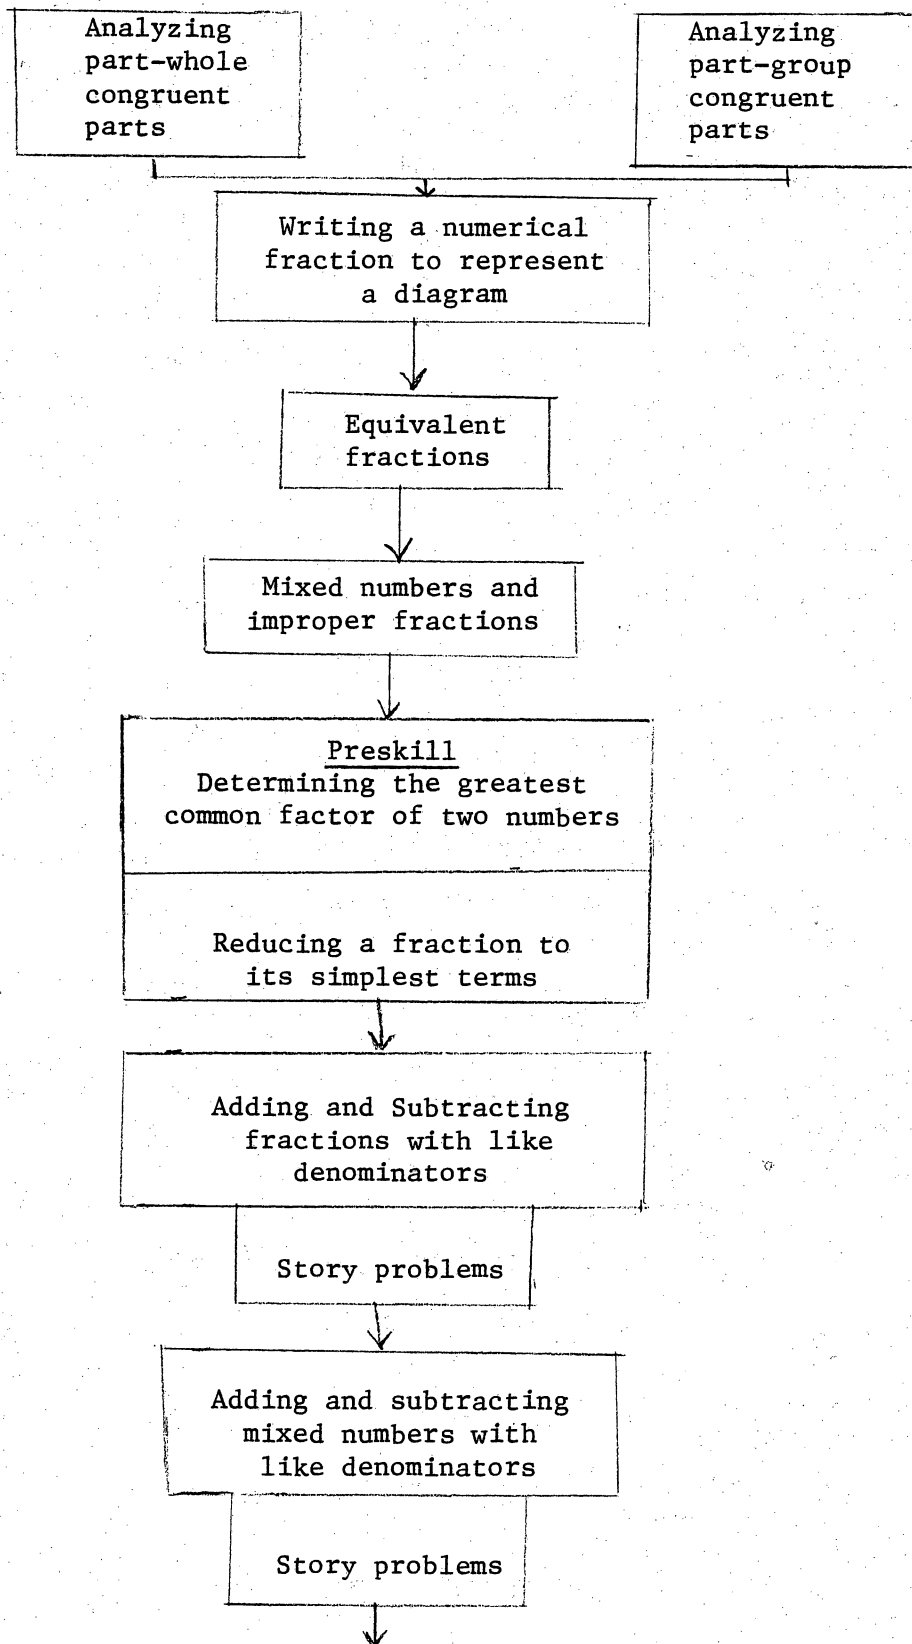 Analyzing
part-whole
congruent
parts
Analyzing
part-group
congruent
parts
Writing a numerical
fraction to represent
a diagram
Equivalent
fractions
Mixed numbers and
improper fractions
Preskill
Determining the greatest
common factor of two numbers
Reducing a fraction to
its simplest terms
Adding and Subtracting
fractions with like
denominators
Story problems
Adding and subtracting
mixed numbers with
like denominators
Story problems